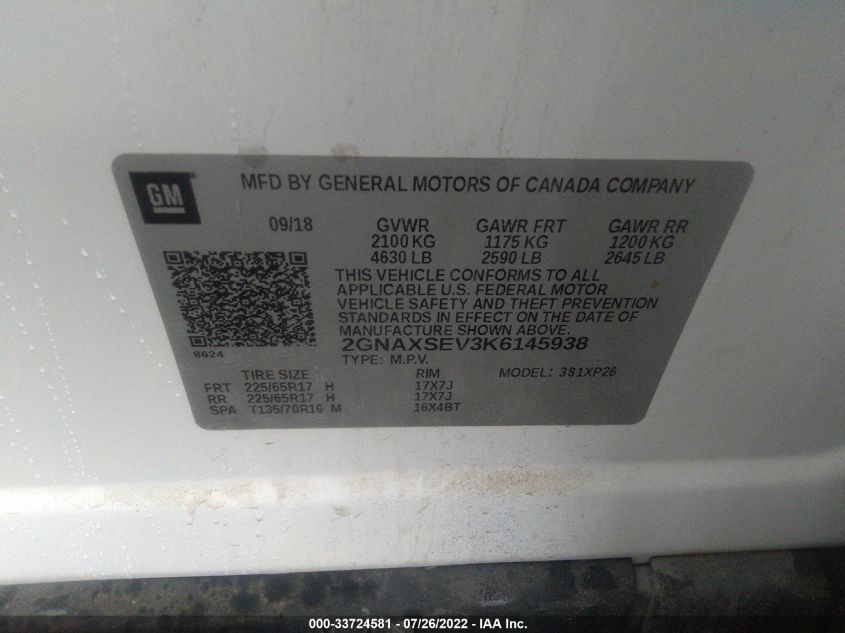 GM
MFD BY GENERAL MOTORS OF CANADA COMPANY
09/18 GVWR GAWR FRT GAWR RR
2100 KG 1175 KG 1200 KG
4630 LB 2590 LB 2645 LB
THIS VEHICLE CONFORMS TO ALL
APPLICABLE U.S. FEDERAL MOTOR
VEHICLE SAFETY AND THEFT PREVENTION
STANDARDS IN EFFECT ON THE DATE OF
MANUFACTURE SHOWN ABOVE.
8624 2GNAXSEV3K6145938
TYPE: M.P.V. MODEL: 381XP26
TIRE SIZE RIM
FRT 225/65R17 H 17X7J
RR 225/65R17 H 17X7J
SPA T135/70R16 M 16X4BT
000-33724581 - 07/26/2022 - IAA Inc.